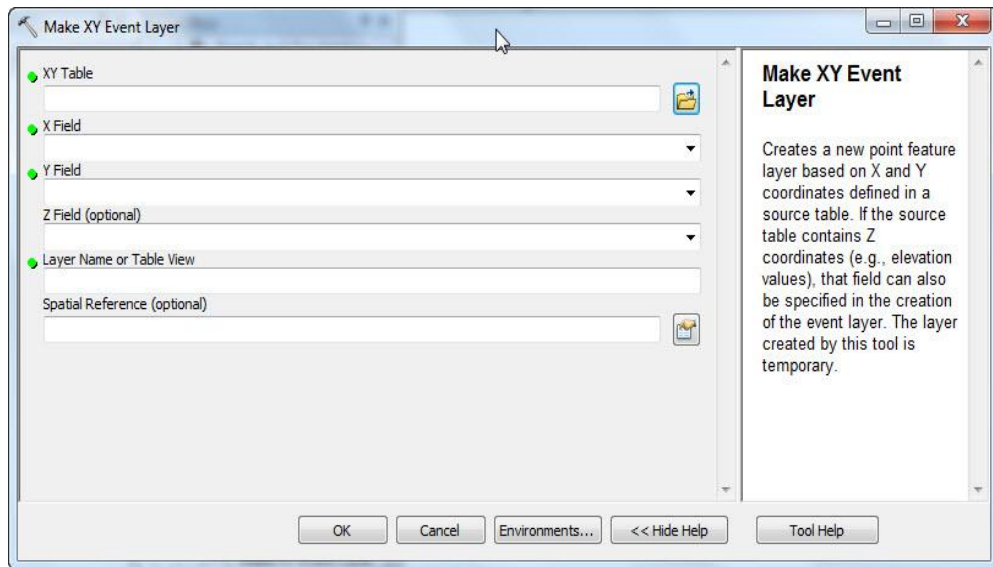 Make XY Event Layer
XY Table
X Field
Y Field
Z Field (optional)
Layer Name or Table View
Spatial Reference (optional)
OK
Cancel
Environments...
<< Hide Help
Make XY Event
Layer
Creates a new point feature
layer based on X and Y
coordinates defined in a
source table. If the source
table contains Z
coordinates (e.g., elevation
values), that field can also
be specified in the creation
of the event layer. The layer
created by this tool is
temporary.
Tool Help